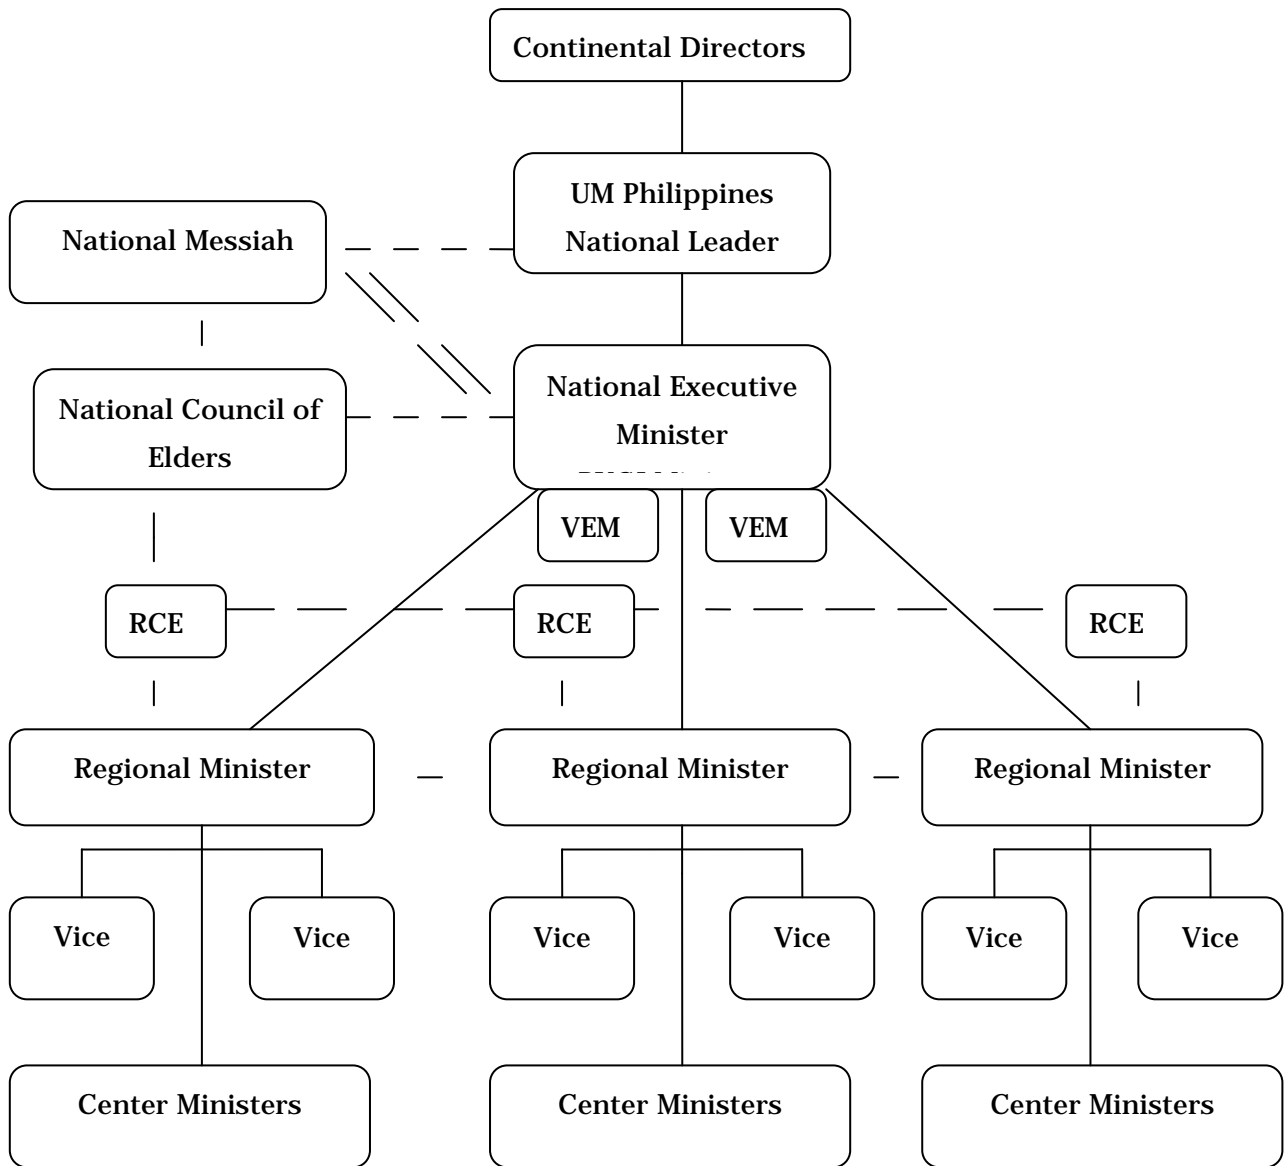 Continental Directors
UM Philippines
National Leader
National Messiah
National Executive
Minister
National Council of
Elders
VEM
VEM
RCE
RCE
RCE
Regional Minister
Regional Minister
Regional Minister
Vice
Vice
Vice
Vice
Vice
Vice
Center Ministers
Center Ministers
Center Ministers